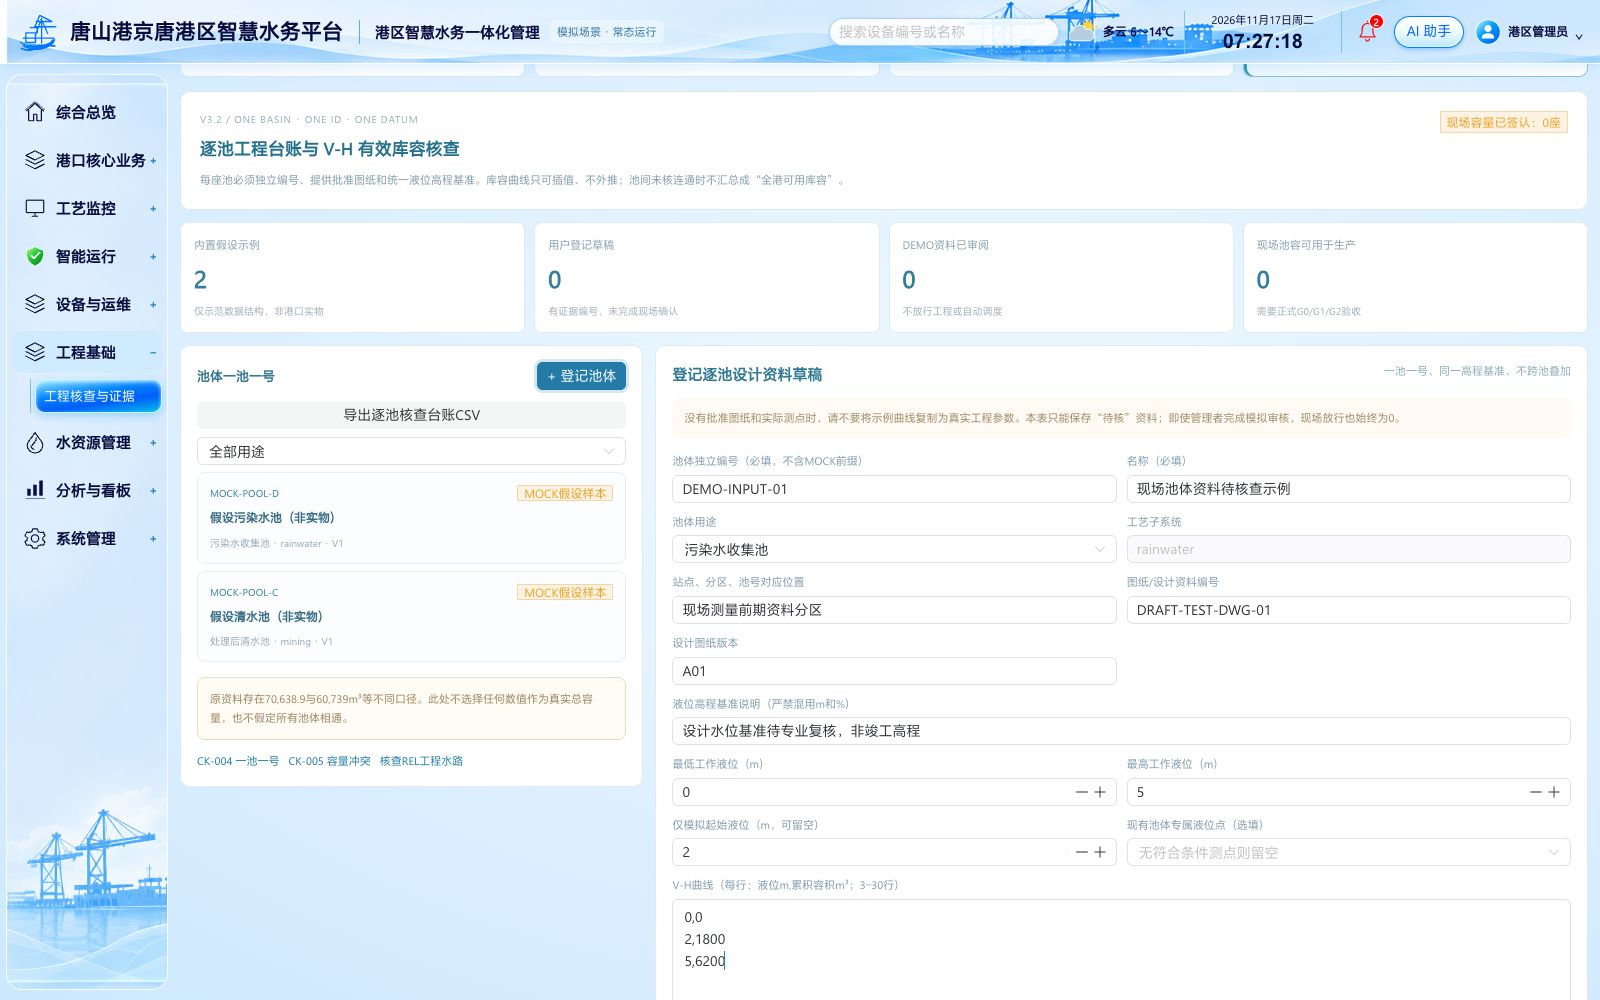 唐山港京唐港区智慧水务平台
港区智慧水务一体化管理
模拟场景 · 常态运行
搜索设备编号或名称
多云 6~14℃
2026年11月17日周二
07:27:18
2
AI 助手
港区管理员
综合总览
港口核心业务 +
工艺监控 +
智能运行 +
设备与运维 +
工程基础 −
工程核查与证据
水资源管理 +
分析与看板 +
系统管理 +
V3.2 / ONE BASIN · ONE ID · ONE DATUM
逐池工程台账与 V-H 有效库容核查
每座池必须独立编号、提供批准图纸和统一液位高程基准。库容曲线只可插值、不外推；池间未核连通时不汇总成“全港可用库容”。
现场容量已签认：0座
内置假设示例
2
仅示范数据结构，非港口实物
用户登记草稿
0
有证据编号，未完成现场确认
DEMO资料已审阅
0
不放行工程或自动调度
现场池容可用于生产
0
需要正式G0/G1/G2验收
池体一池一号
+ 登记池体
导出逐池核查台账CSV
全部用途
MOCK-POOL-D
MOCK假设样本
假设污染水池（非实物）
污染水收集池 · rainwater · V1
MOCK-POOL-C
MOCK假设样本
假设清水池（非实物）
处理后清水池 · mining · V1
原资料存在70,638.9与60,739m³等不同口径。此处不选择任何数值作为真实总容
量，也不假定所有池体相通。
CK-004 一池一号 CK-005 容量冲突 核查REL工程水路
登记逐池设计资料草稿
一池一号、同一高程基准、不跨池叠加
没有批准图纸和实际测点时，请不要将示例曲线复制为真实工程参数。本表只能保存“待核”资料；即使管理者完成模拟审核，现场放行也始终为0。
池体独立编号（必填，不含MOCK前缀）
DEMO-INPUT-01
名称（必填）
现场池体资料待核查示例
池体用途
污染水收集池
工艺子系统
rainwater
站点、分区、池号对应位置
现场测量前期资料分区
图纸/设计资料编号
DRAFT-TEST-DWG-01
设计图纸版本
A01
液位高程基准说明（严禁混用m和%）
设计水位基准待专业复核，非竣工高程
最低工作液位（m）
0
最高工作液位（m）
5
仅模拟起始液位（m，可留空）
2
现有池体专属液位点（选填）
无符合条件测点则留空
V-H曲线（每行：液位m,累积容积m³；3–30行）
0,0
2,1800
5,6200